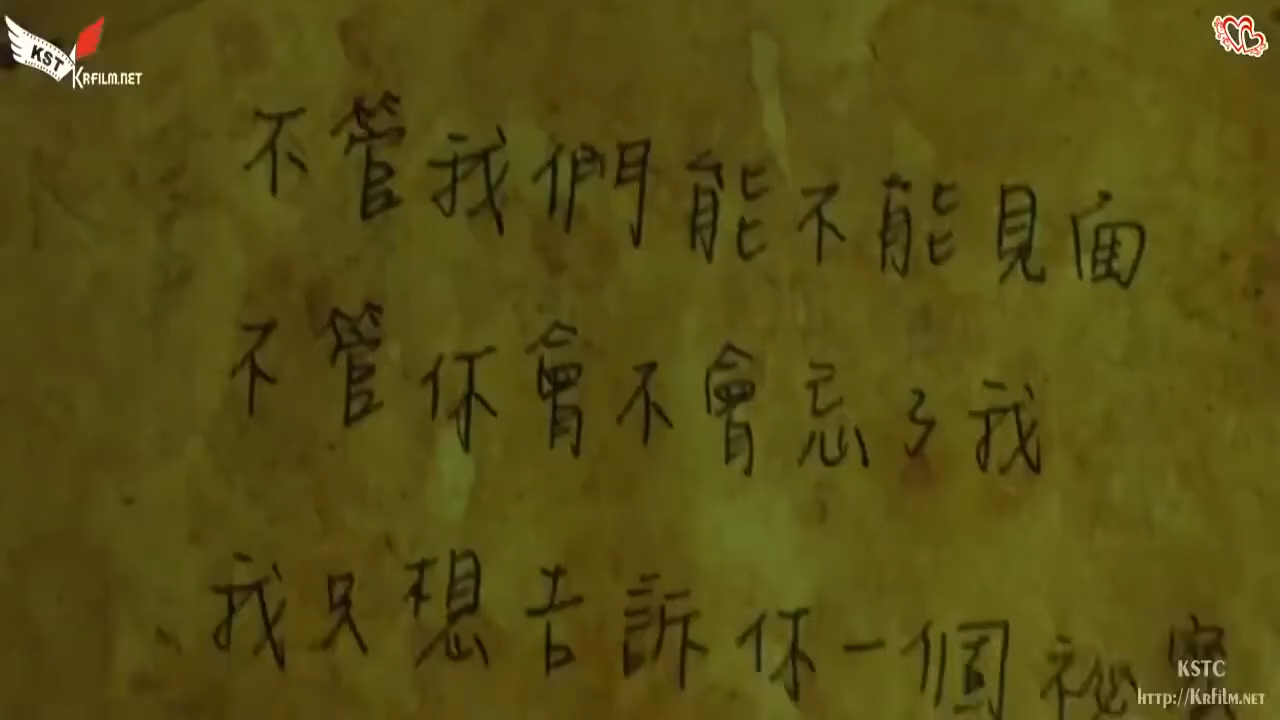 KST
KRFILM.NET
不管我們能不能見面
不管你會不會忘了我
我只想告訴你一個祕密
KSTC
http://KRFILM.NET